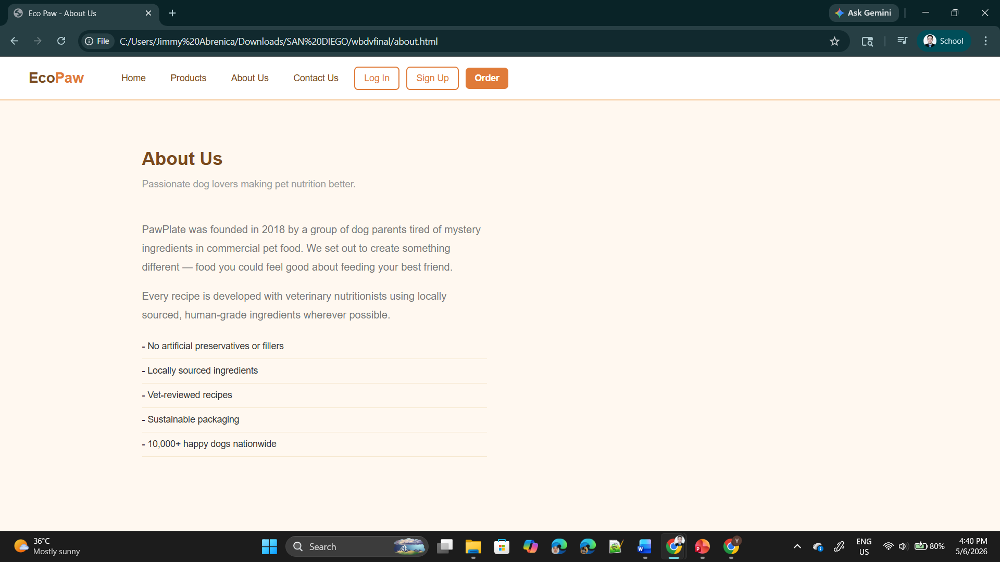 Eco Paw - About Us
Ask Gemini
File
C:/Users/Jimmy%20Abrenica/Downloads/SAN%20DIEGO/wbdvfinal/about.html
School
EcoPaw
Home
Products
About Us
Contact Us
Log In
Sign Up
Order
About Us
Passionate dog lovers making pet nutrition better.
PawPlate was founded in 2018 by a group of dog parents tired of mystery
ingredients in commercial pet food. We set out to create something
different — food you could feel good about feeding your best friend.
Every recipe is developed with veterinary nutritionists using locally
sourced, human-grade ingredients wherever possible.
- No artificial preservatives or fillers
- Locally sourced ingredients
- Vet-reviewed recipes
- Sustainable packaging
- 10,000+ happy dogs nationwide
36°C
Mostly sunny
Search
W
P
Y
ENG
US
80%
4:40 PM
5/6/2026